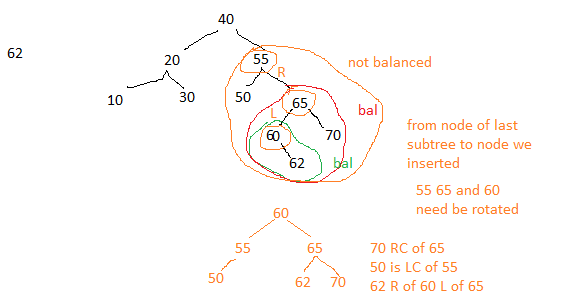 40
62
20
55
not balanced
R
10
30
50
65
L
bal
60
70
from node of last
subtree to node we
inserted
62
bal
55 65 and 60
need be rotated
60
55
65
70 RC of 65
50
62
70
50 is LC of 55
62 R of 60 L of 65